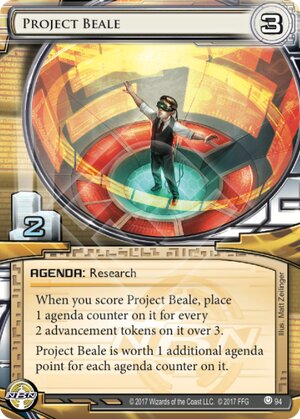 PROJECT BEALE
3
2
AGENDA: Research
When you score Project Beale, place
1 agenda counter on it for every
2 advancement tokens on it over 3.
Project Beale is worth 1 additional agenda
point for each agenda counter on it.
Illus. Matt Zeilinger
NBN
© 2017 Wizards of the Coast LLC. © 2017 FFG
94